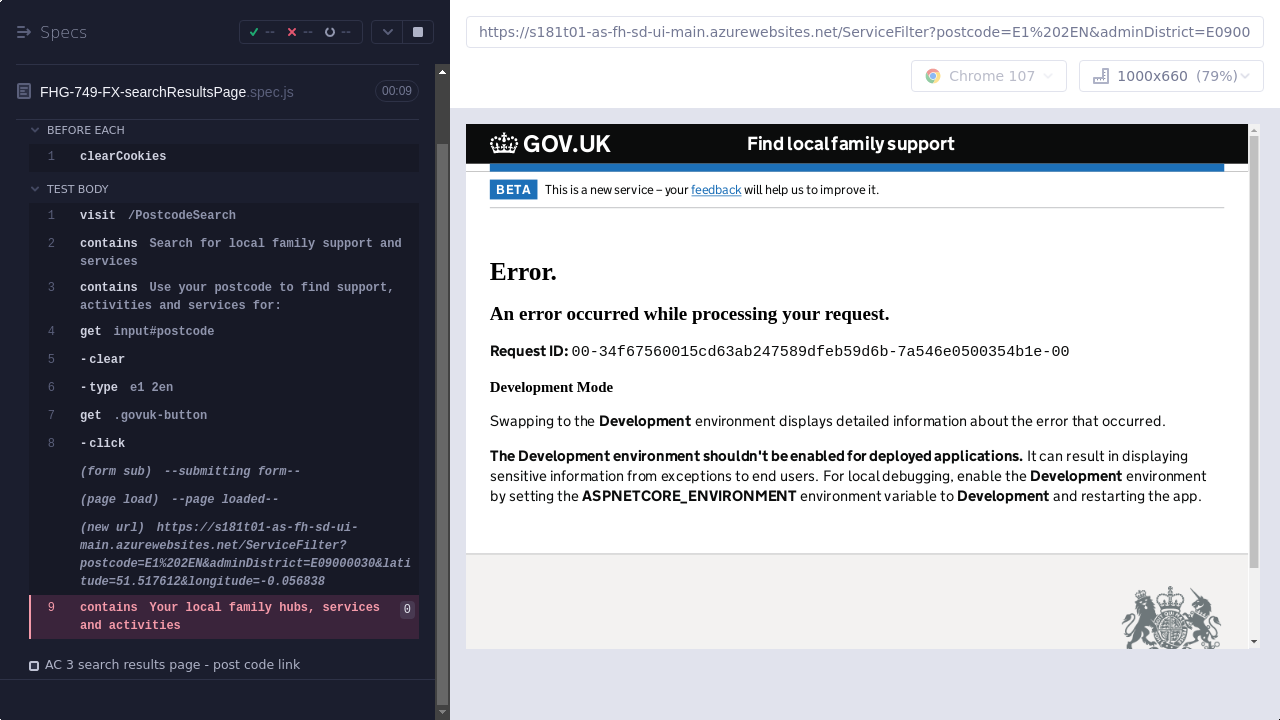 Specs
--
--
--
https://s181t01-as-fh-sd-ui-main.azurewebsites.net/ServiceFilter?postcode=E1%202EN&adminDistrict=E0900
Chrome 107
1000x660 (79%)
FHG-749-FX-searchResultsPage.spec.js
00:09
BEFORE EACH
1 clearCookies
TEST BODY
1 visit /PostcodeSearch
2 contains Search for local family support and
services
3 contains Use your postcode to find support,
activities and services for:
4 get input#postcode
5 -clear
6 -type e1 2en
7 get .govuk-button
8 -click
(form sub) --submitting form--
(page load) --page loaded--
(new url) https://s181t01-as-fh-sd-ui-
main.azurewebsites.net/ServiceFilter?
postcode=E1%202EN&adminDistrict=E09000030&lati
tude=51.517612&longitude=-0.056838
9 contains Your local family hubs, services
and activities
0
AC 3 search results page - post code link
GOV.UK
Find local family support
BETA
This is a new service – your feedback will help us to improve it.
Error.
An error occurred while processing your request.
Request ID: 00-34f67560015cd63ab247589dfeb59d6b-7a546e0500354b1e-00
Development Mode
Swapping to the Development environment displays detailed information about the error that occurred.
The Development environment shouldn't be enabled for deployed applications. It can result in displaying
sensitive information from exceptions to end users. For local debugging, enable the Development environment
by setting the ASPNETCORE_ENVIRONMENT environment variable to Development and restarting the app.